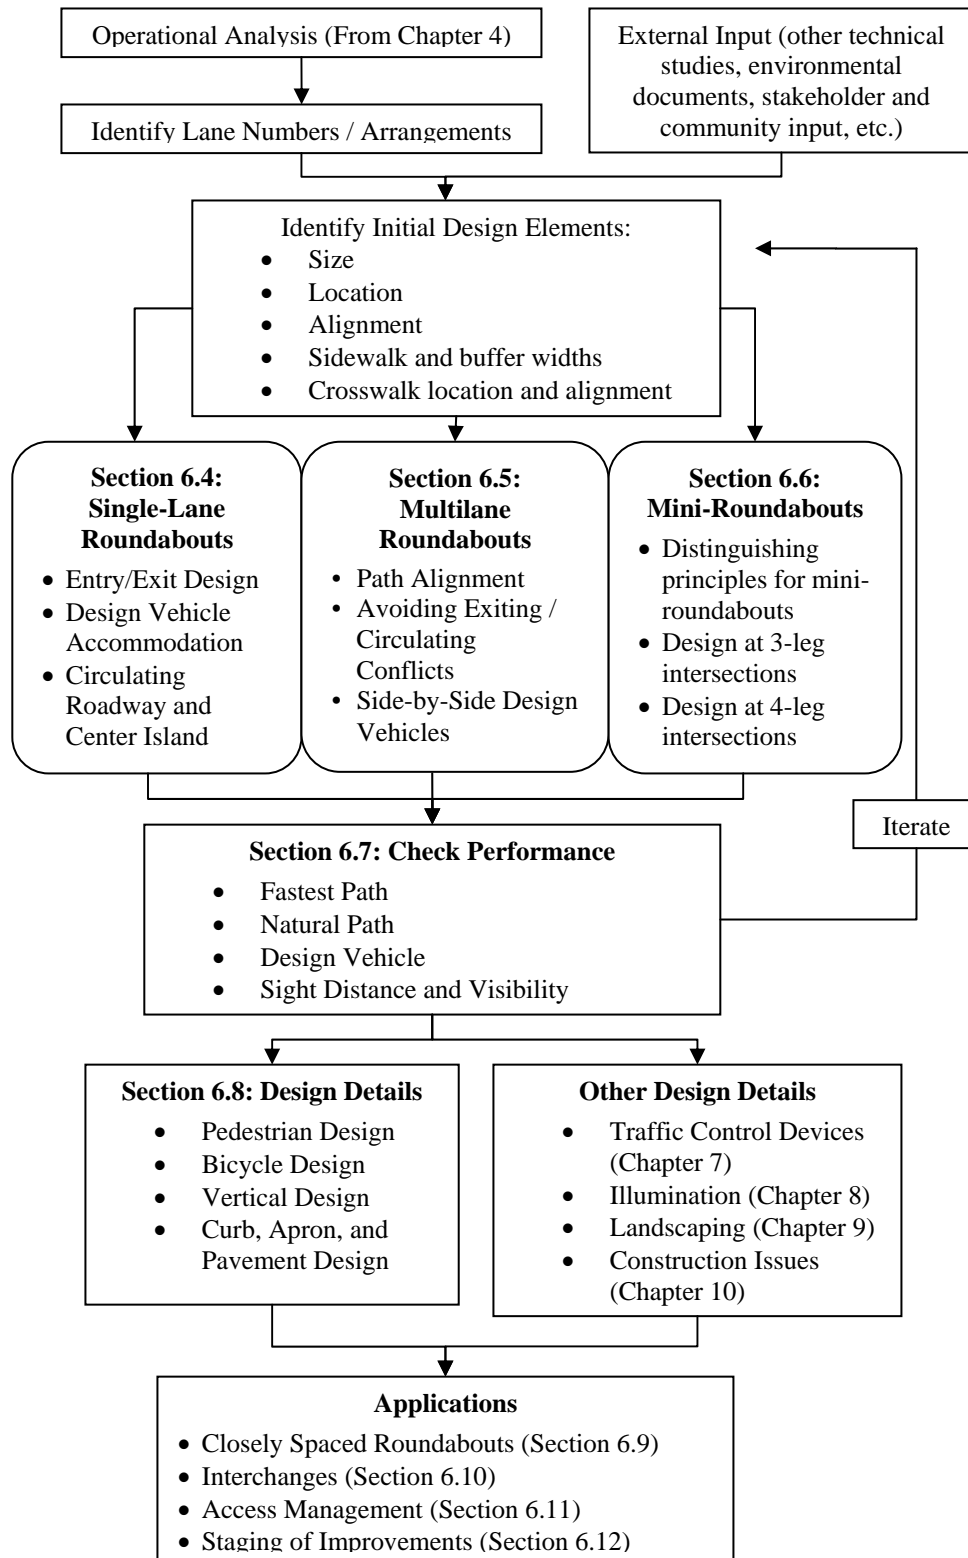 Operational Analysis (From Chapter 4)
External Input (other technical
studies, environmental
documents, stakeholder and
community input, etc.)
Identify Lane Numbers / Arrangements
Identify Initial Design Elements:
• Size
• Location
• Alignment
• Sidewalk and buffer widths
• Crosswalk location and alignment
Section 6.4:
Single-Lane
Roundabouts
• Entry/Exit Design
• Design Vehicle
Accommodation
• Circulating
Roadway and
Center Island
Section 6.5:
Multilane
Roundabouts
• Path Alignment
• Avoiding Exiting /
Circulating
Conflicts
• Side-by-Side Design
Vehicles
Section 6.6:
Mini-Roundabouts
• Distinguishing
principles for mini-
roundabouts
• Design at 3-leg
intersections
• Design at 4-leg
intersections
Iterate
Section 6.7: Check Performance
• Fastest Path
• Natural Path
• Design Vehicle
• Sight Distance and Visibility
Section 6.8: Design Details
• Pedestrian Design
• Bicycle Design
• Vertical Design
• Curb, Apron, and
Pavement Design
Other Design Details
• Traffic Control Devices
(Chapter 7)
• Illumination (Chapter 8)
• Landscaping (Chapter 9)
• Construction Issues
(Chapter 10)
Applications
• Closely Spaced Roundabouts (Section 6.9)
• Interchanges (Section 6.10)
• Access Management (Section 6.11)
• Staging of Improvements (Section 6.12)